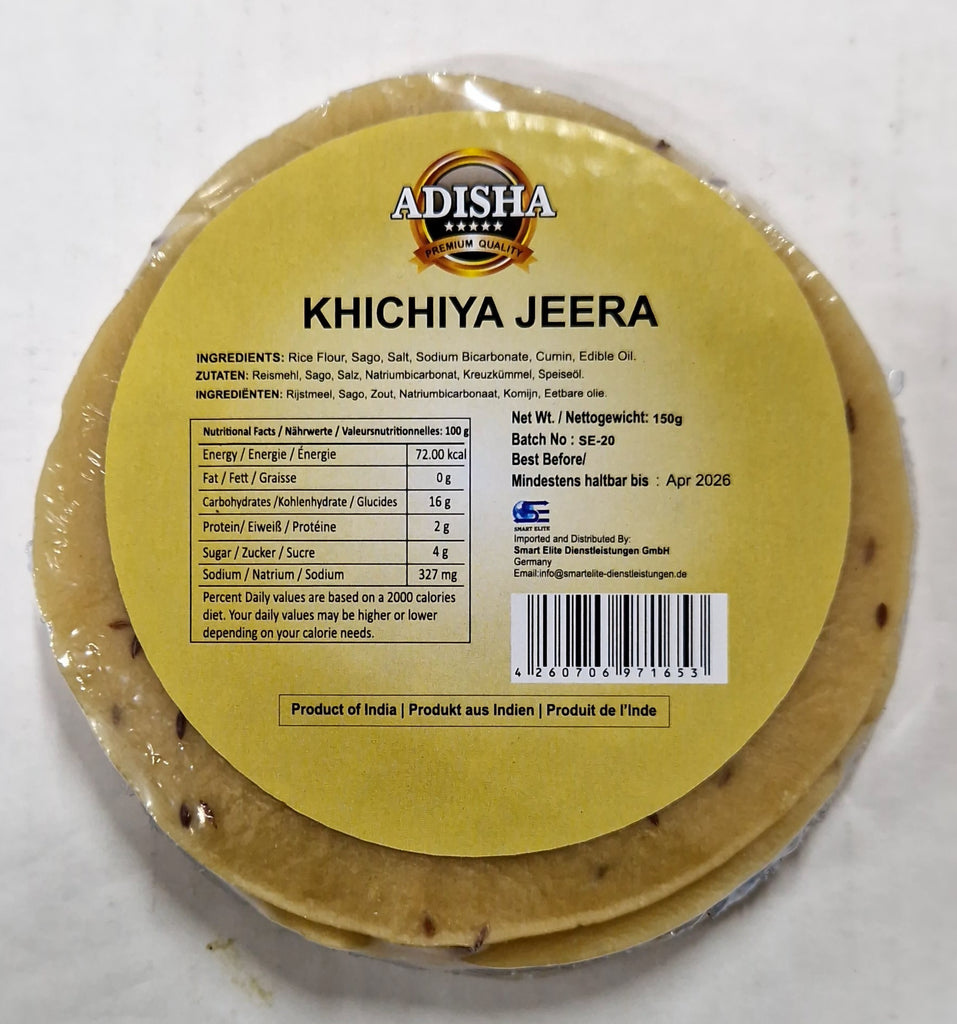 ADISHA
PREMIUM QUALITY
KHICHIYA JEERA
INGREDIENTS: Rice Flour, Sago, Salt, Sodium Bicarbonate, Cumin, Edible Oil.
ZUTATEN: Reismehl, Sago, Salz, Natriumbicarbonat, Kreuzkümmel, Speiseöl.
INGREDIËNTEN: Rijstmeel, Sago, Zout, Natriumbicarbonaat, Komijn, Eetbare olie.
Nutritional Facts / Nährwerte / Valeursnutritionnelles: 100 g
Energy / Energie / Énergie 72.00 kcal
Fat / Fett / Graisse 0 g
Carbohydrates /Kohlenhydrate / Glucides 16 g
Protein/ Eiweiß / Protéine 2 g
Sugar / Zucker / Sucre 4 g
Sodium / Natrium / Sodium 327 mg
Percent Daily values are based on a 2000 calories
diet. Your daily values may be higher or lower
depending on your calorie needs.
Net Wt. / Nettogewicht: 150g
Batch No : SE-20
Best Before/
Mindestens haltbar bis : Apr 2026
SE
SMART ELITE
Imported and Distributed By:
Smart Elite Dienstleistungen GmbH
Germany
Email:info@smartelite-dienstleistungen.de
4 260706 971653
Product of India | Produkt aus Indien | Produit de l'Inde